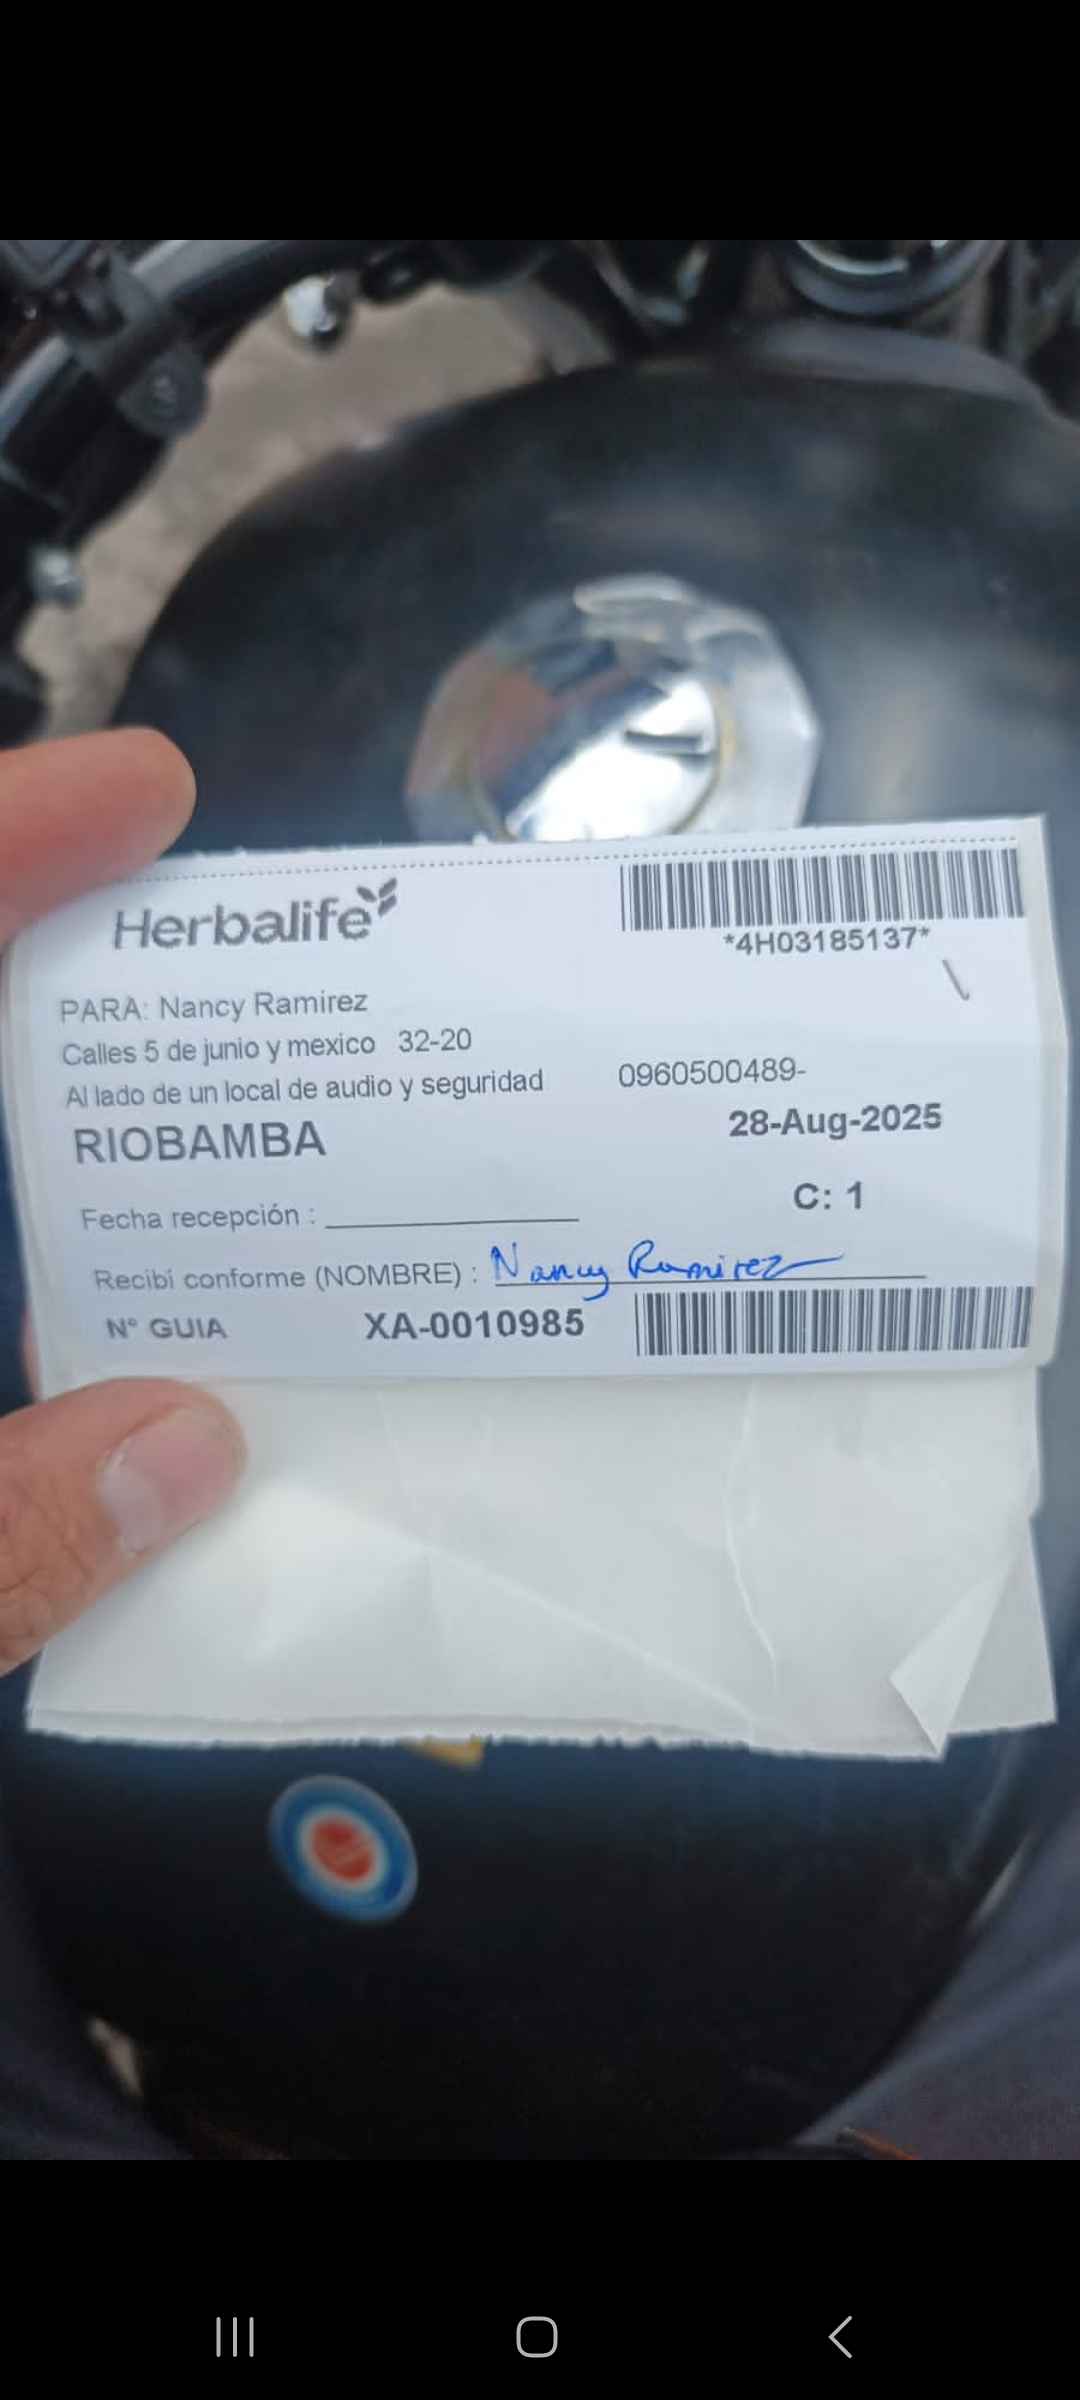 Herbalife
*4H03185137*
PARA: Nancy Ramirez
Calles 5 de junio y mexico 32-20
Al lado de un local de audio y seguridad 0960500489-
RIOBAMBA 28-Aug-2025
C: 1
Fecha recepción :
Recibí conforme (NOMBRE) : Nancy Ramirez
N° GUIA XA-0010985